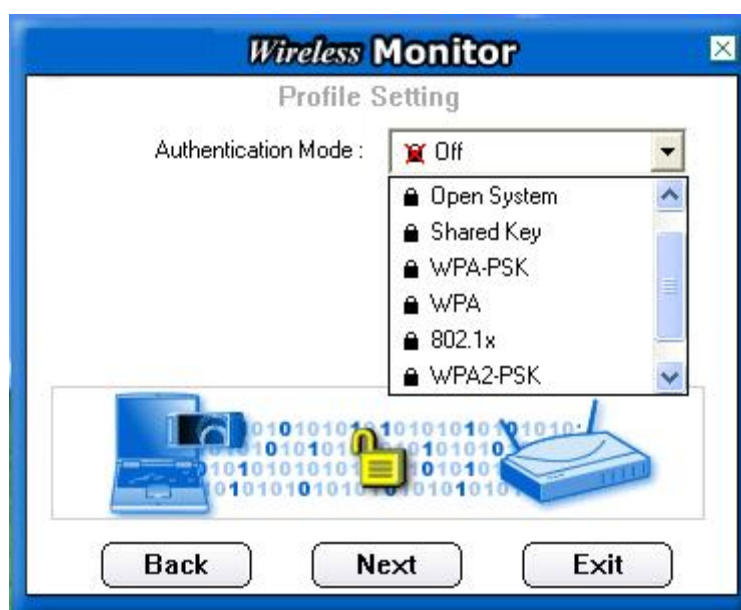 Wireless Monitor
Profile Setting
Authentication Mode : Off
Open System
Shared Key
WPA-PSK
WPA
802.1x
WPA2-PSK
Back Next Exit